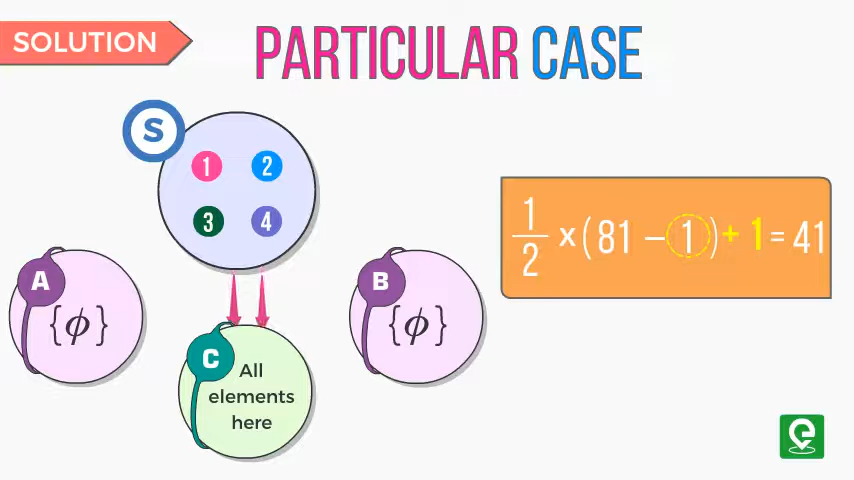 SOLUTION
PARTICULAR CASE
S
1 2
3 4
1/2 ×(81 − 1)+ 1 = 41
A
{ϕ}
B
{ϕ}
C
All
elements
here